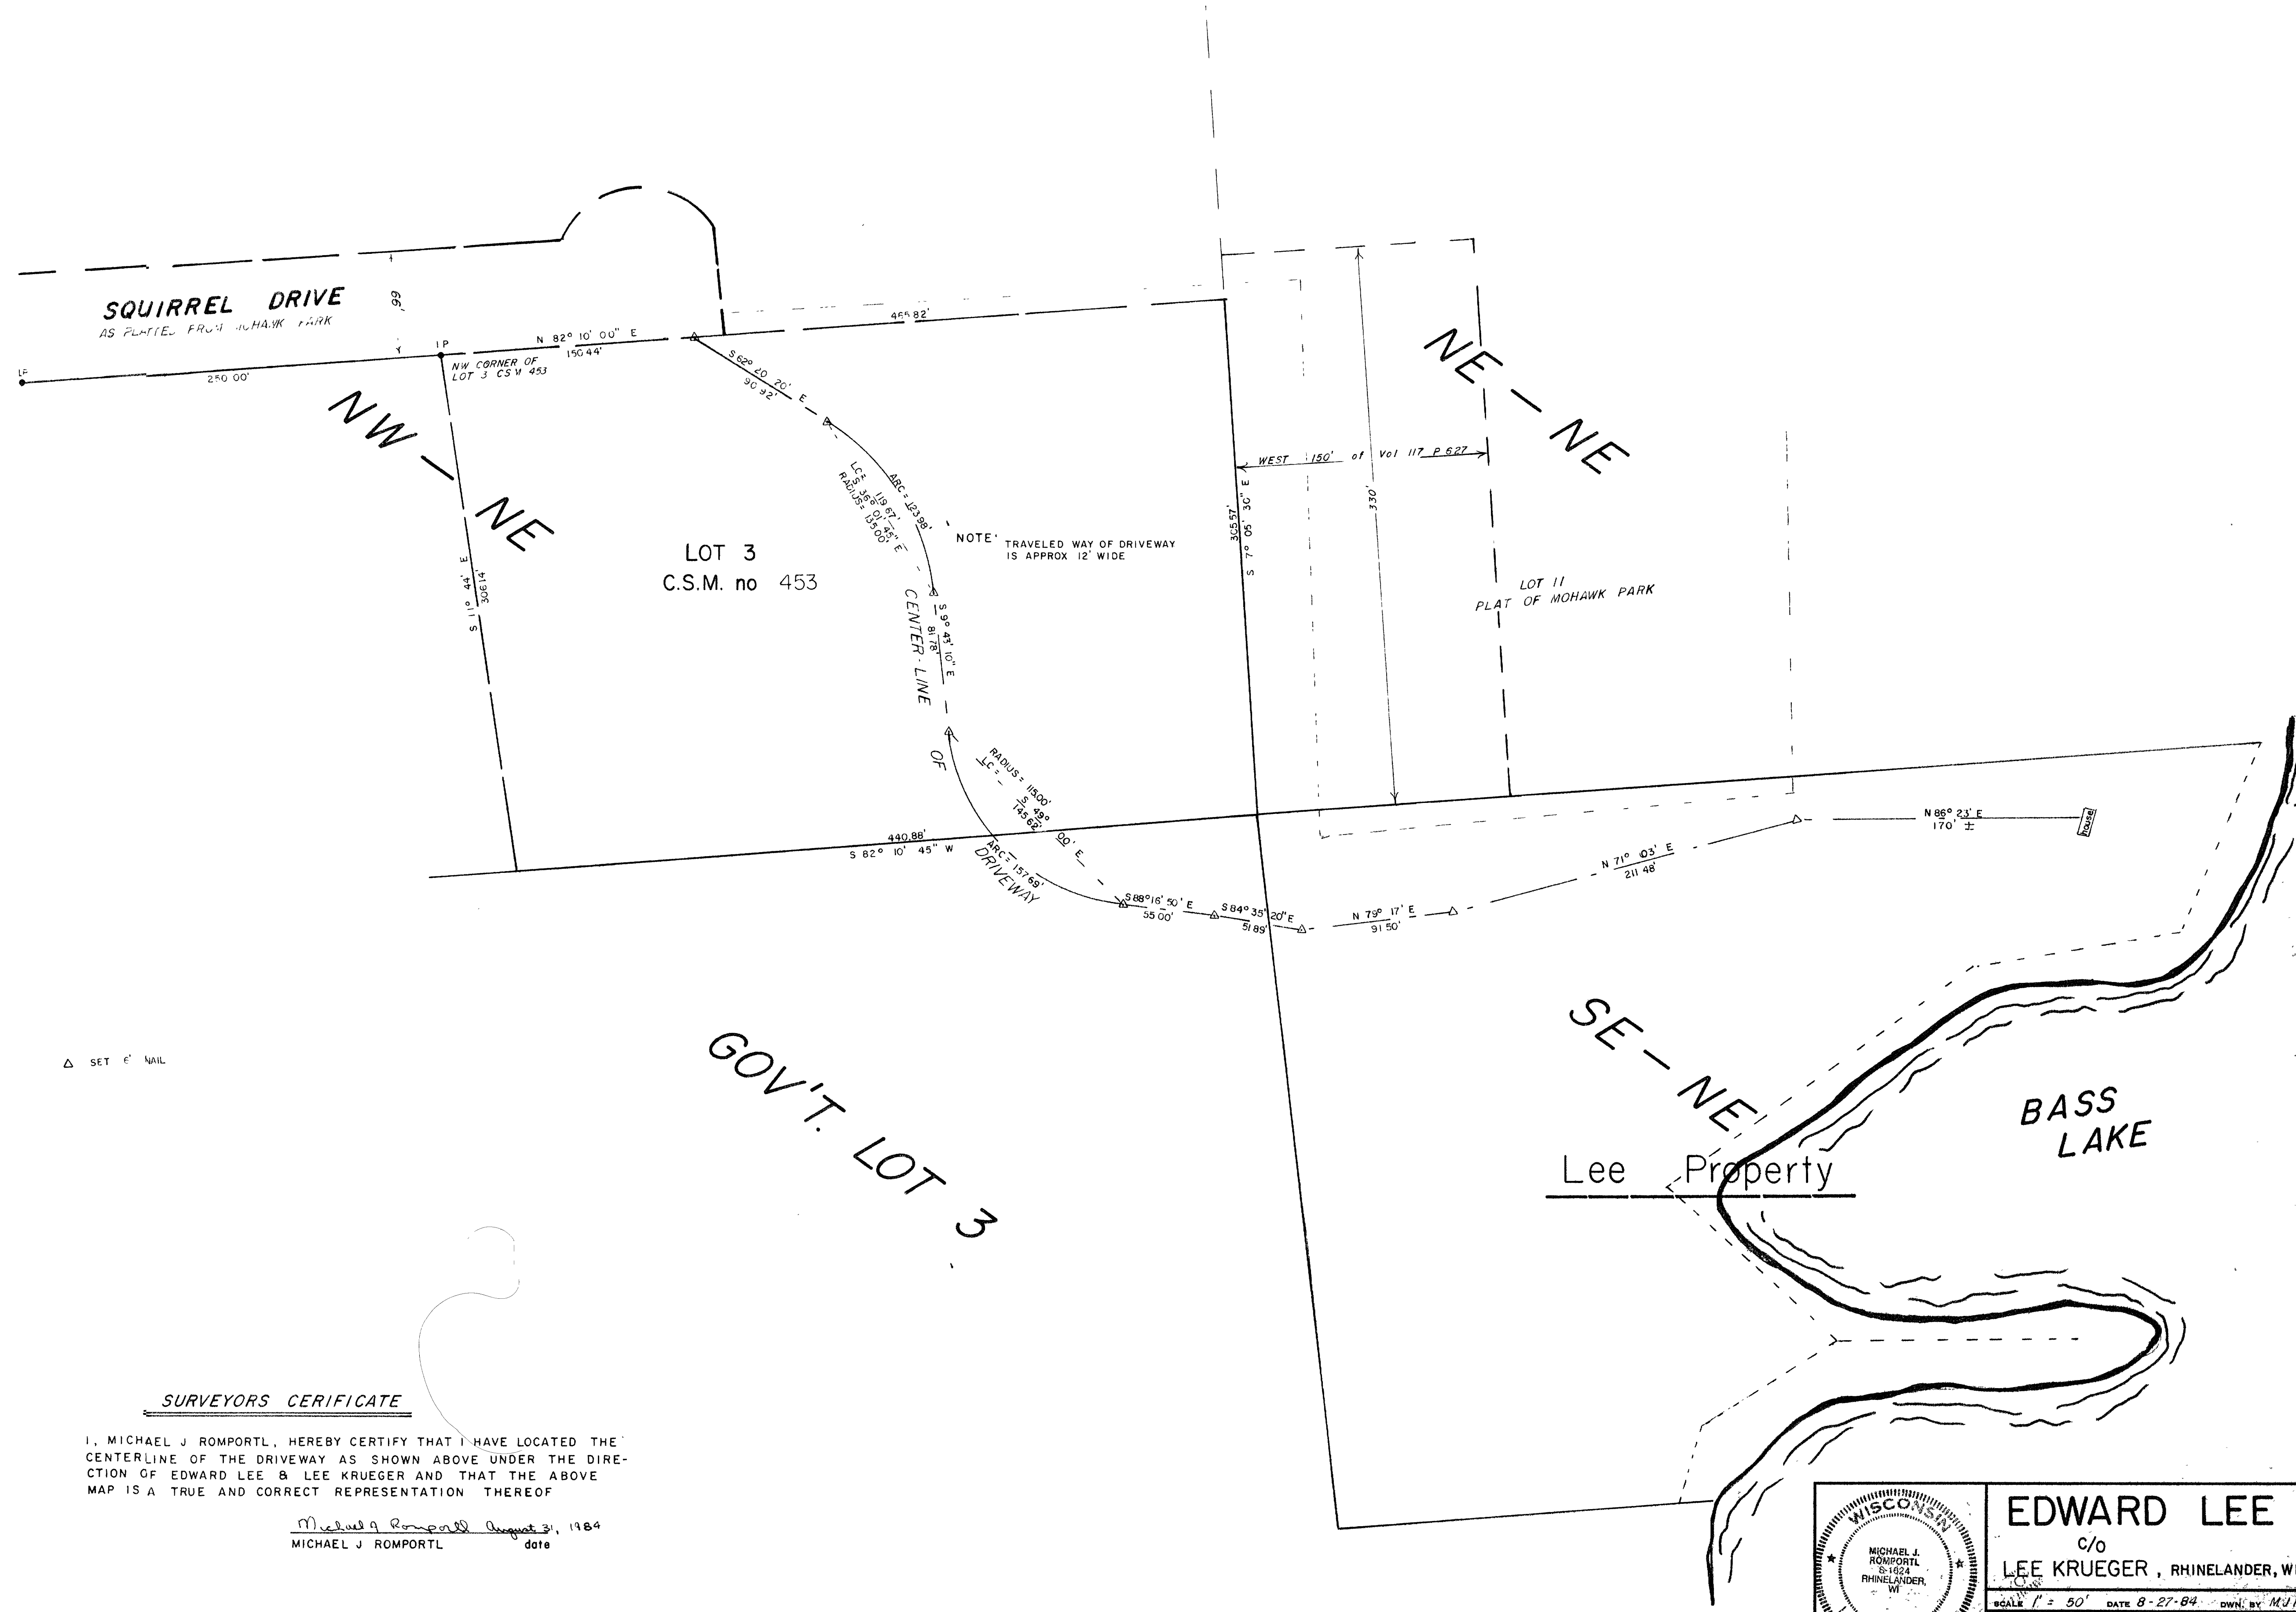 SQUIRREL DRIVE
AS PLATTED FROM MOHAWK PARK
66'
I P
250.00'
I P
NW CORNER OF
LOT 3 CSM 453
N 82° 10' 00" E
150.44'
465.82'
S 62° 20' 20" E
90.92'
NW — NE
S 11° 44' E
306.14'
LOT 3
C.S.M. no 453
LC= 119.67'
S 36° 01' 45" E
RADIUS= 135.00'
ARC= 123.98'
NOTE' TRAVELED WAY OF DRIVEWAY
IS APPROX 12' WIDE
S 9° 43' 10" E
81.78'
CENTER-LINE
OF
DRIVEWAY
RADIUS= 115.00'
LC= S 49° 00' E
145.62'
ARC= 157.69'
440.88'
S 82° 10' 45" W
305.57'
S 7° 05' 30" E
WEST 150' of Vol 117 P 627
330'
NE — NE
LOT 11
PLAT OF MOHAWK PARK
S 88° 16' 50" E
55.00'
S 84° 35' 20" E
51.89'
N 79° 17' E
91.50'
N 71° 03' E
211.48'
N 86° 23' E
170' ±
house
SE — NE
GOV'T. LOT 3
BASS
LAKE
Lee Property
△ SET 6" NAIL
SURVEYORS CERIFICATE
I, MICHAEL J ROMPORTL, HEREBY CERTIFY THAT I HAVE LOCATED THE
CENTERLINE OF THE DRIVEWAY AS SHOWN ABOVE UNDER THE DIRE-
CTION OF EDWARD LEE & LEE KRUEGER AND THAT THE ABOVE
MAP IS A TRUE AND CORRECT REPRESENTATION THEREOF
Michael J Romportl August 31, 1984
MICHAEL J ROMPORTL date
WISCONSIN
MICHAEL J.
ROMPORTL
S-1624
RHINELANDER,
WI
EDWARD LEE
c/o
LEE KRUEGER, RHINELANDER, WI
SCALE 1" = 50' DATE 8-27-84 DWN. BY MJR